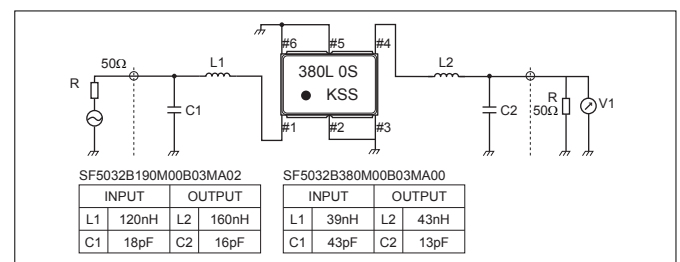 #6 #5 #4
50Ω L1 L2
R 380L 0S
KSS
C1 C2 R 50Ω V1
#1 #2 #3
SF5032B190M00B03MA02
INPUT OUTPUT
L1 120nH L2 160nH
C1 18pF C2 16pF
SF5032B380M00B03MA00
INPUT OUTPUT
L1 39nH L2 43nH
C1 43pF C2 13pF